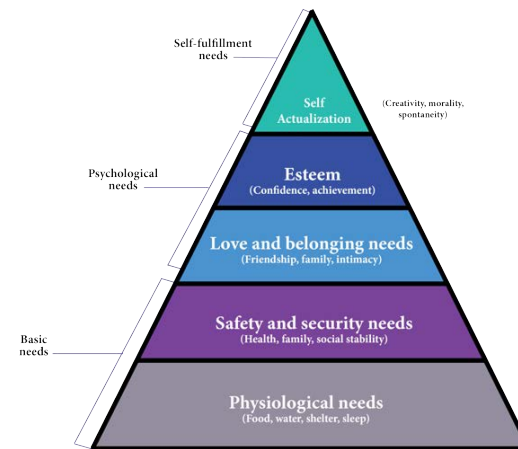 Self-fulfillment
needs
Self
Actualization
(Creativity, morality,
spontaneity)
Psychological
needs
Esteem
(Confidence, achievement)
Love and belonging needs
(Friendship, family, intimacy)
Basic
needs
Safety and security needs
(Health, family, social stability)
Physiological needs
(Food, water, shelter, sleep)